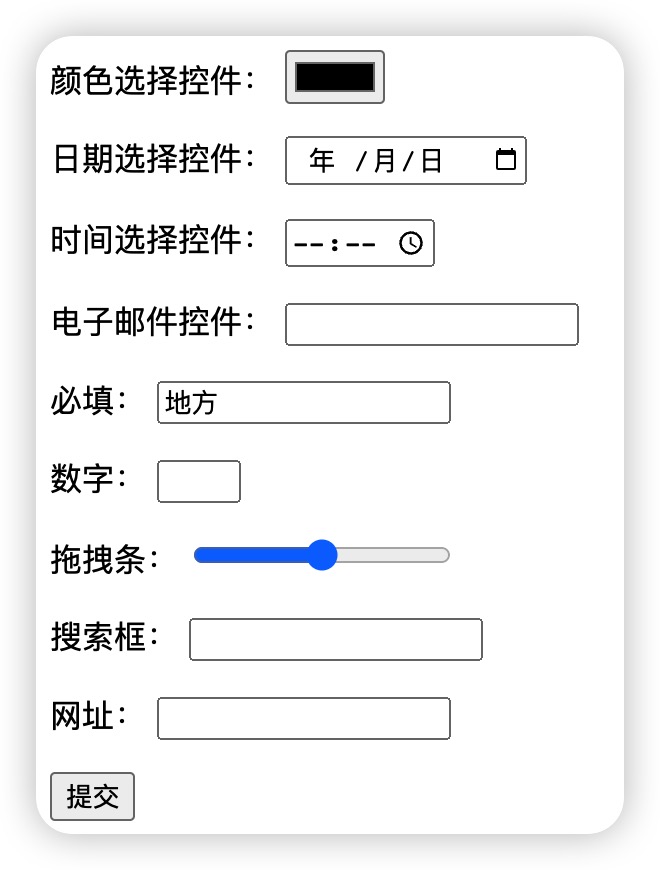 颜色选择控件：
年 /月/日
日期选择控件：
时间选择控件： --:--
电子邮件控件：
必填： 地方
数字：
拖拽条：
搜索框：
网址：
提交